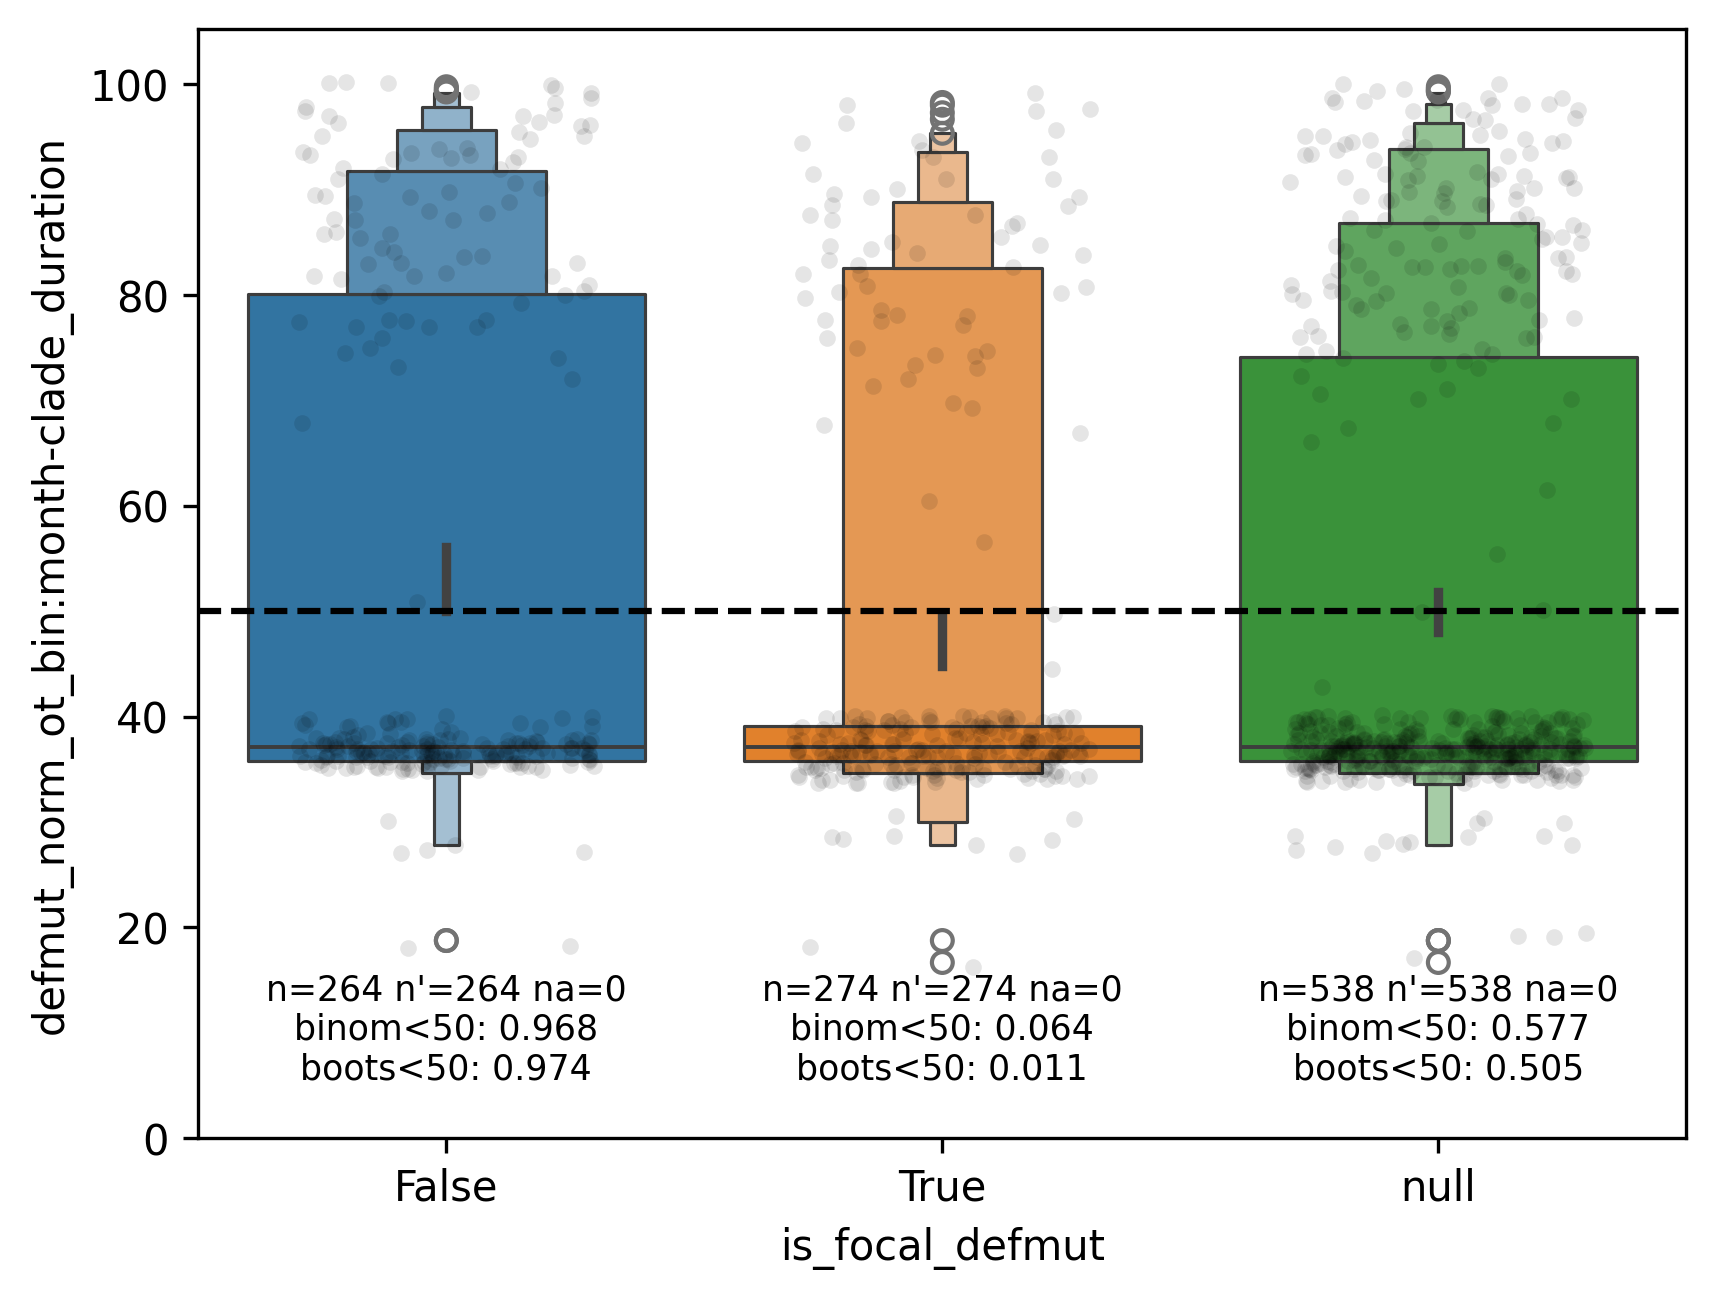 100
80
60
40
20
0
defmut_norm_ot_bin:month-clade_duration
n=264 n'=264 na=0
binom<50: 0.968
boots<50: 0.974
n=274 n'=274 na=0
binom<50: 0.064
boots<50: 0.011
n=538 n'=538 na=0
binom<50: 0.577
boots<50: 0.505
False
True
null
is_focal_defmut